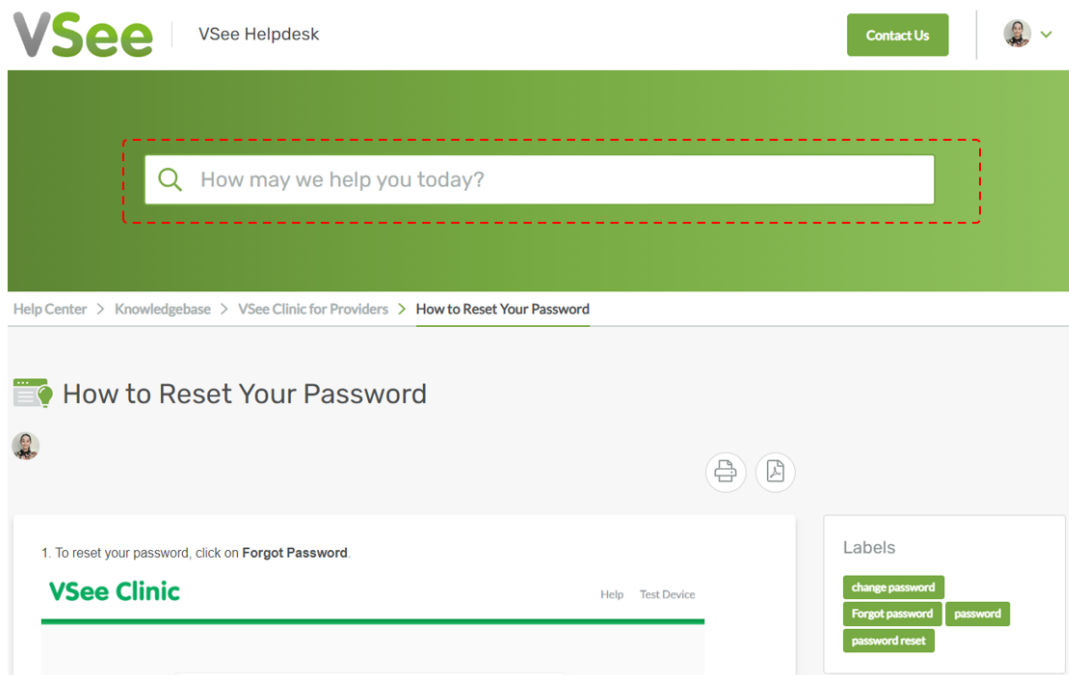 VSee
VSee Helpdesk
Contact Us
How may we help you today?
Help Center > Knowledgebase > VSee Clinic for Providers > How to Reset Your Password
How to Reset Your Password
1. To reset your password, click on Forgot Password.
VSee Clinic
Help Test Device
Labels
change password
Forgot password password
password reset